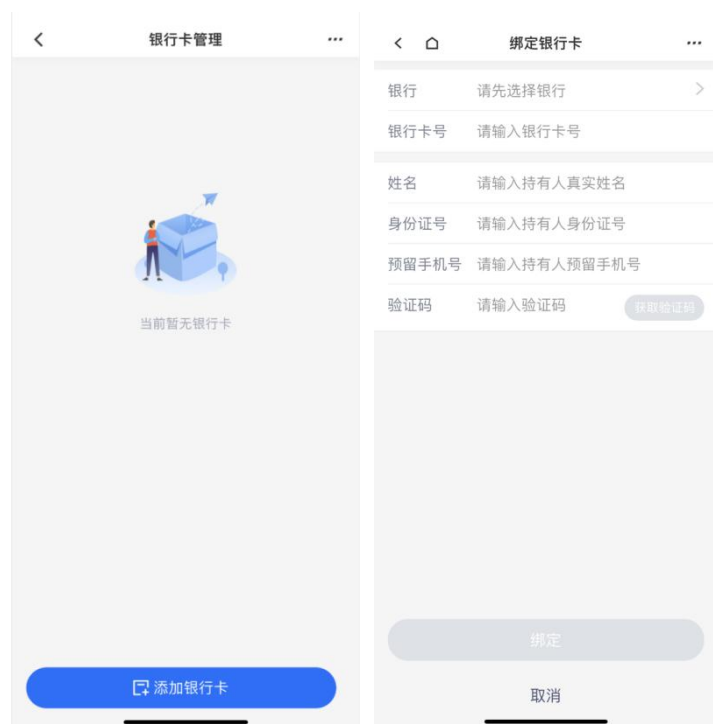 银行卡管理
当前暂无银行卡
添加银行卡
绑定银行卡
银行 请先选择银行
银行卡号 请输入银行卡号
姓名 请输入持有人真实姓名
身份证号 请输入持有人身份证号
预留手机号 请输入持有人预留手机号
验证码 请输入验证码 获取验证码
绑定
取消